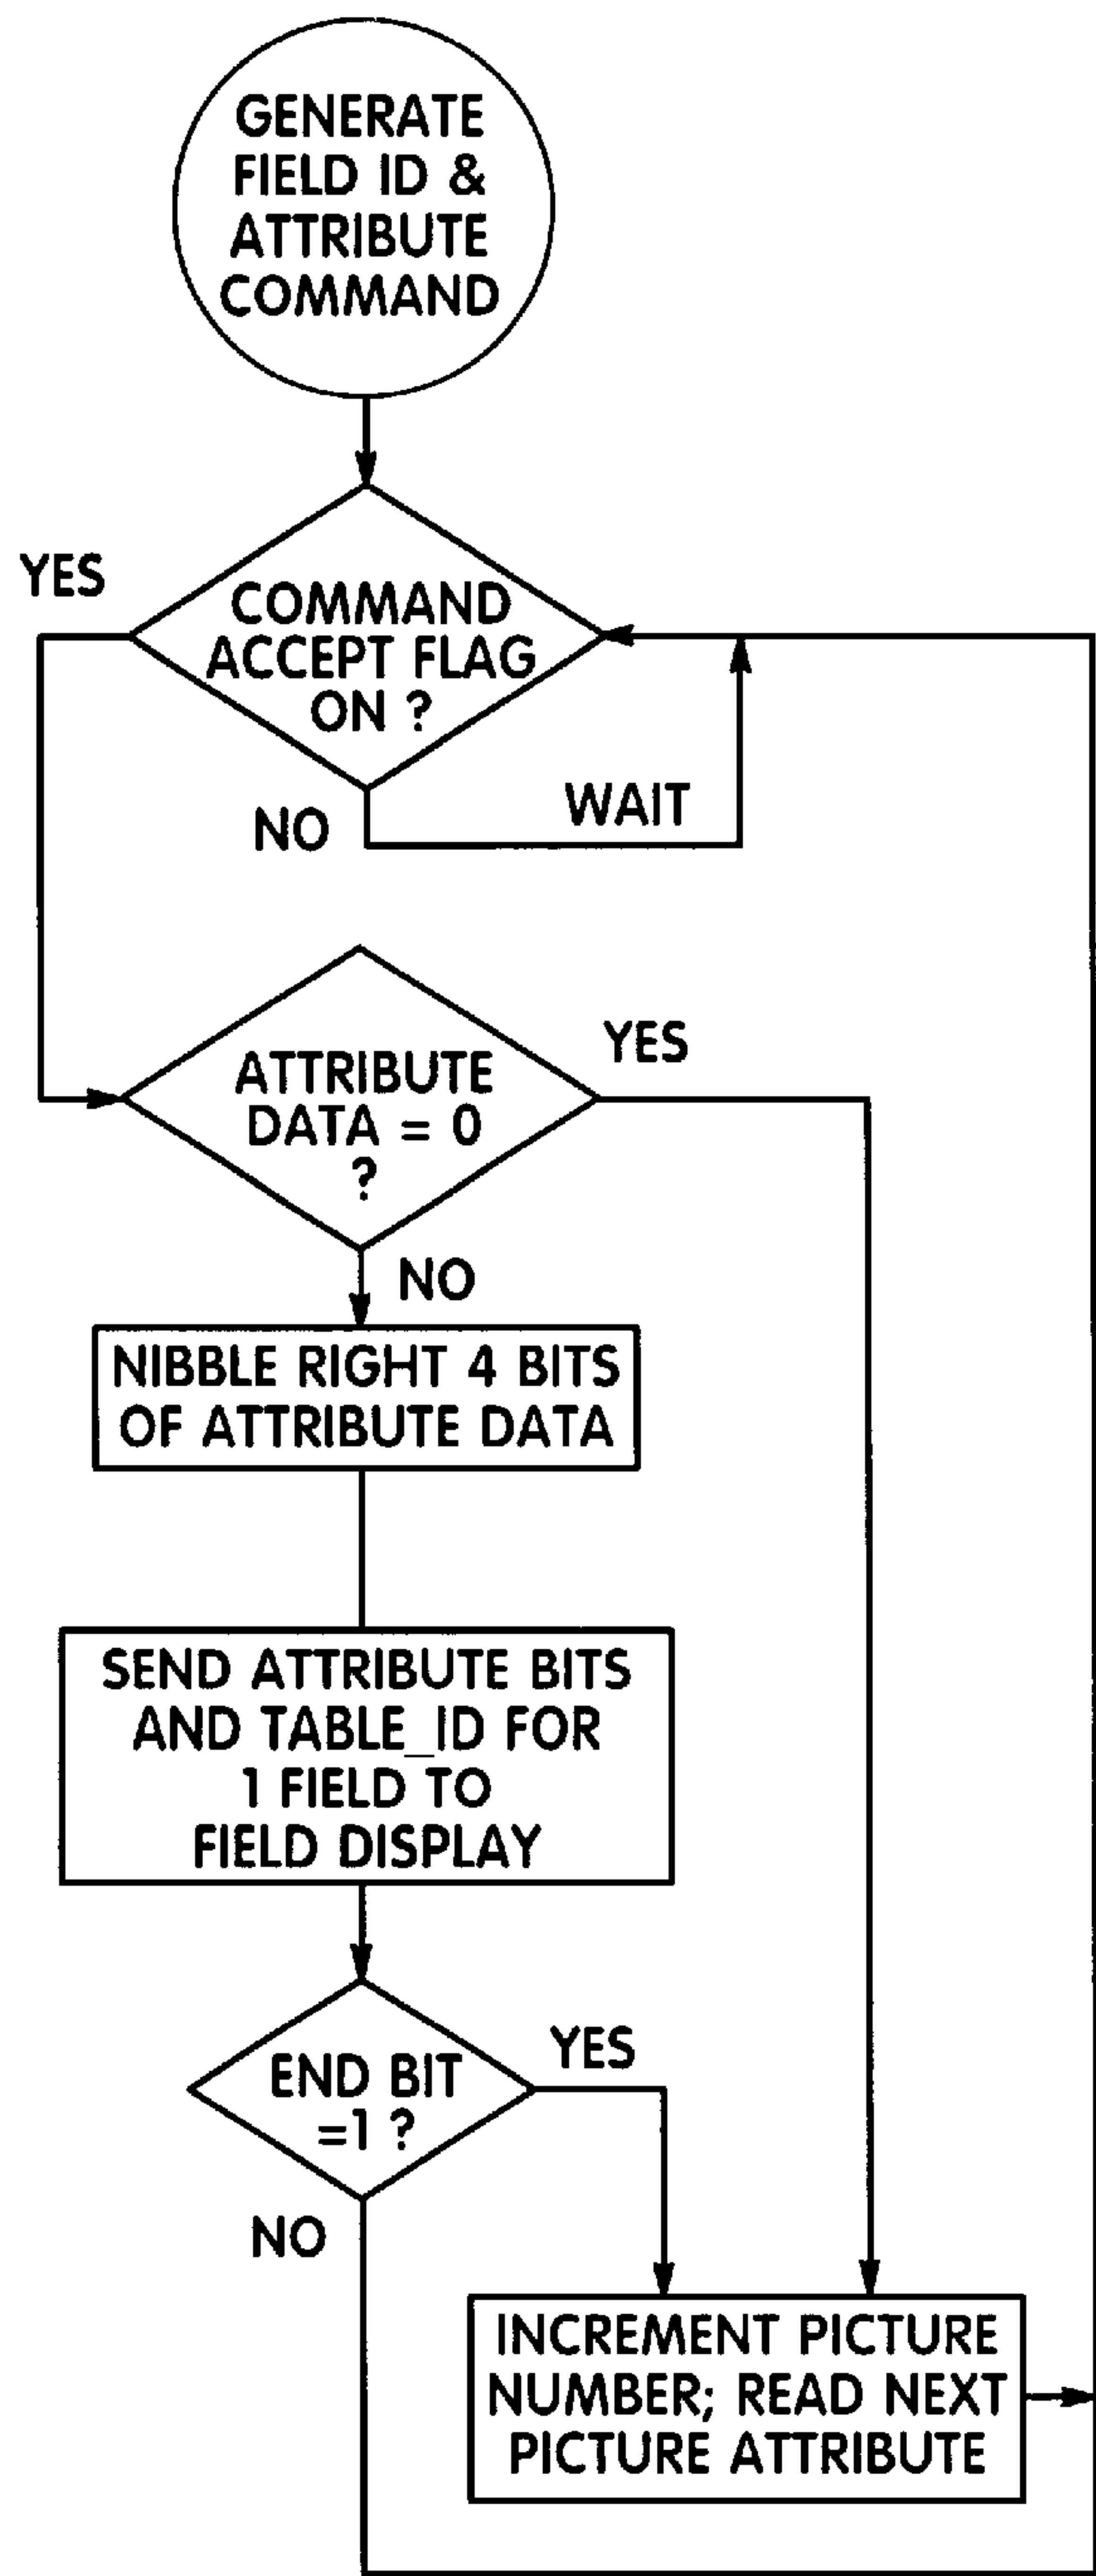 GENERATE
FIELD ID &
ATTRIBUTE
COMMAND
YES
COMMAND
ACCEPT FLAG
ON ?
WAIT
NO
YES
ATTRIBUTE
DATA = 0
?
NO
NIBBLE RIGHT 4 BITS
OF ATTRIBUTE DATA
SEND ATTRIBUTE BITS
AND TABLE_ID FOR
1 FIELD TO
FIELD DISPLAY
YES
END BIT
=1 ?
NO
INCREMENT PICTURE
NUMBER; READ NEXT
PICTURE ATTRIBUTE